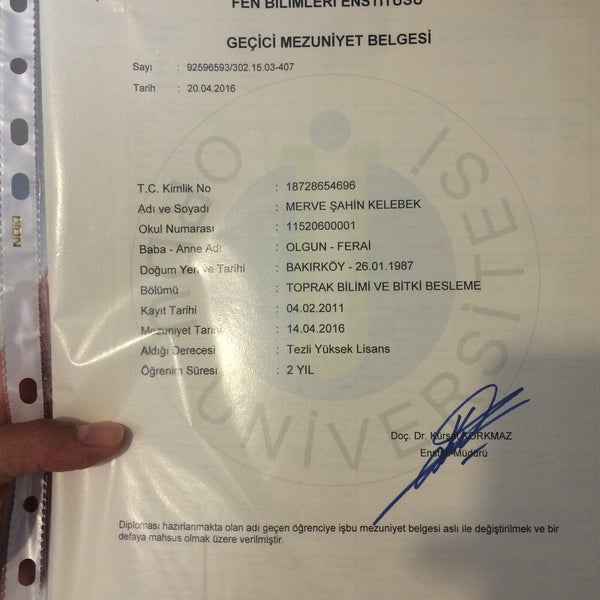 FEN BİLİMLERİ ENSTİTÜSÜ
GEÇİCİ MEZUNİYET BELGESİ
Sayı : 92596593/302.15.03-407
Tarih : 20.04.2016
T.C. Kimlik No : 18728654696
Adı ve Soyadı : MERVE ŞAHİN KELEBEK
Okul Numarası : 11520600001
Baba - Anne Adı : OLGUN - FERAİ
Doğum Yeri ve Tarihi : BAKIRKÖY - 26.01.1987
Bölümü : TOPRAK BİLİMİ VE BİTKİ BESLEME
Kayıt Tarihi : 04.02.2011
Mezuniyet Tarihi : 14.04.2016
Aldığı Derecesi : Tezli Yüksek Lisans
Öğrenim Süresi : 2 YIL
Doç. Dr. Kürşat KORKMAZ
Enstitü Müdürü
Diploması hazırlanmakta olan adı geçen öğrenciye işbu mezuniyet belgesi aslı ile değiştirilmek ve bir
defaya mahsus olmak üzere verilmiştir.
ÜNİVERSİTESİ